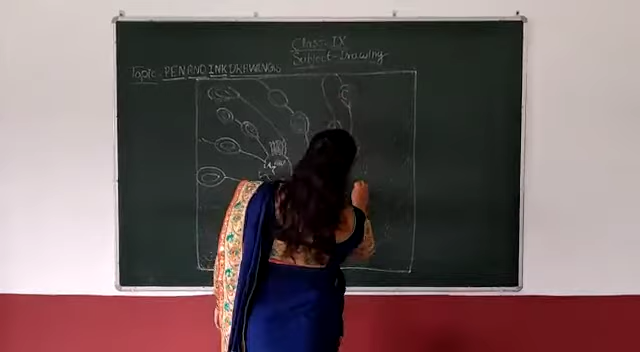 Class-IX
Subject-Drawing
Topic- PEN AND INK DRAWING